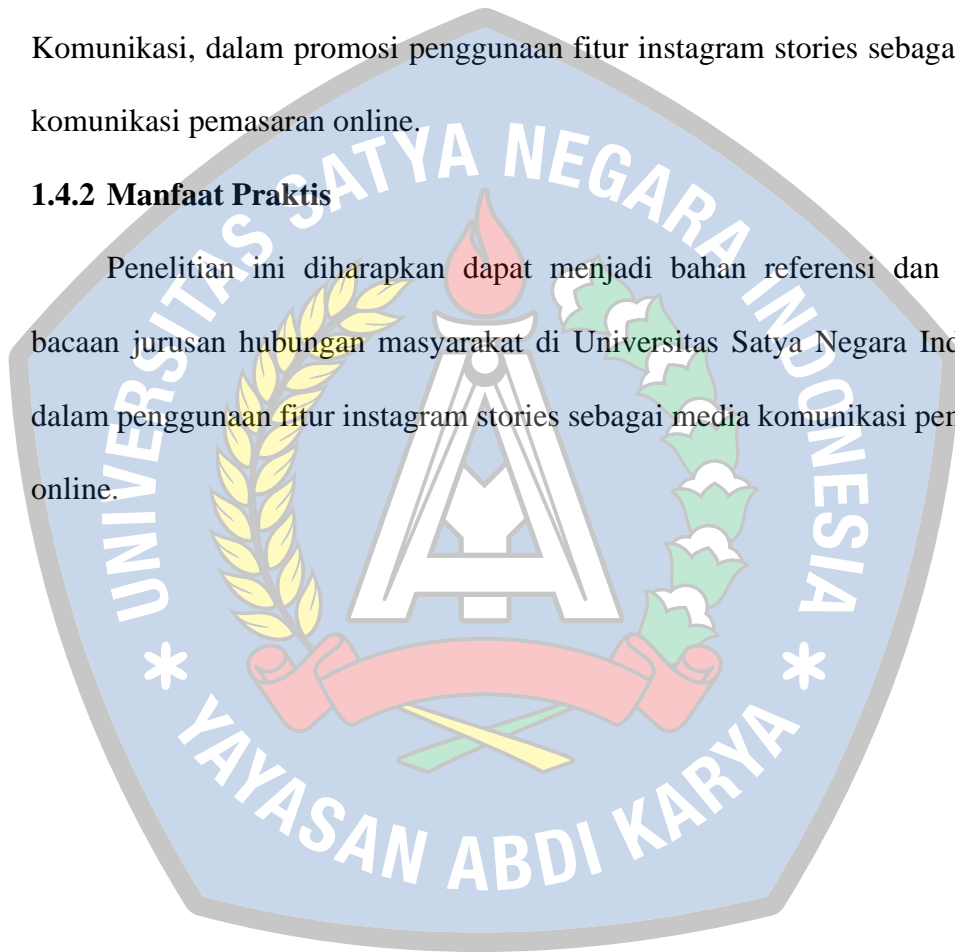 Komunikasi, dalam promosi penggunaan fitur instagram stories sebaga
komunikasi pemasaran online.
1.4.2 Manfaat Praktis
Penelitian ini diharapkan dapat menjadi bahan referensi dan
bacaan jurusan hubungan masyarakat di Universitas Satya Negara Ind
dalam penggunaan fitur instagram stories sebagai media komunikasi pe
online.
UNIVERSITAS SATYA NEGARA INDONESIA
* YAYASAN ABDI KARYA *